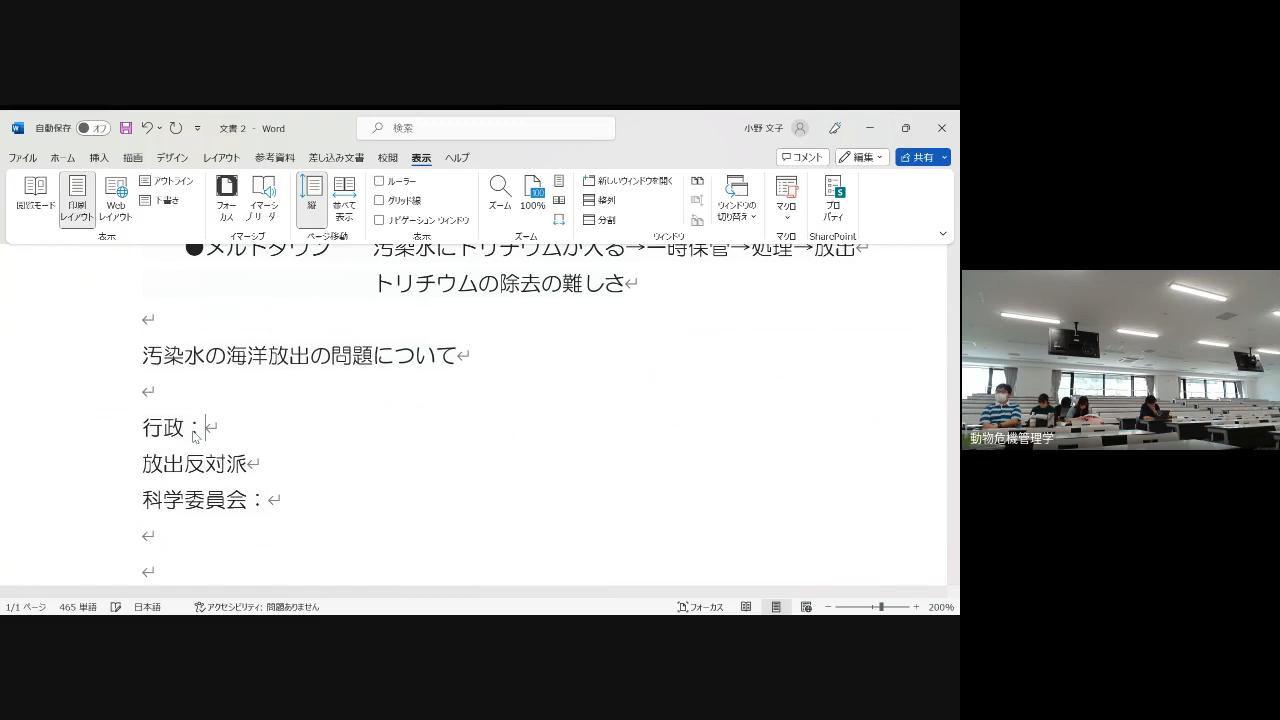 自動保存 オフ 文書 2 - Word 検索 小野 文子
ファイル ホーム 挿入 描画 デザイン レイアウト 参考資料 差し込み文書 校閲 表示 ヘルプ コメント 編集 共有
閲覧モード 印刷レイアウト Webレイアウト アウトライン 下書き 表示
フォーカス イマーシブ リーダー イマーシブ
縦 並べて表示 ページ移動
ルーラー グリッド線 ナビゲーション ウィンドウ 表示
ズーム 100% ズーム
新しいウィンドウを開く 整列 分割 ウィンドウの切り替え ウィンドウ
マクロ マクロ
プロパティ SharePoint
●メルトダウン 汚染水にトリチウムが入る→一時保管→処理→放出
トリチウムの除去の難しさ
汚染水の海洋放出の問題について
行政：
放出反対派
科学委員会：
1/1 ページ 465 単語 日本語 アクセシビリティ: 問題ありません フォーカス 200%
動物危機管理学